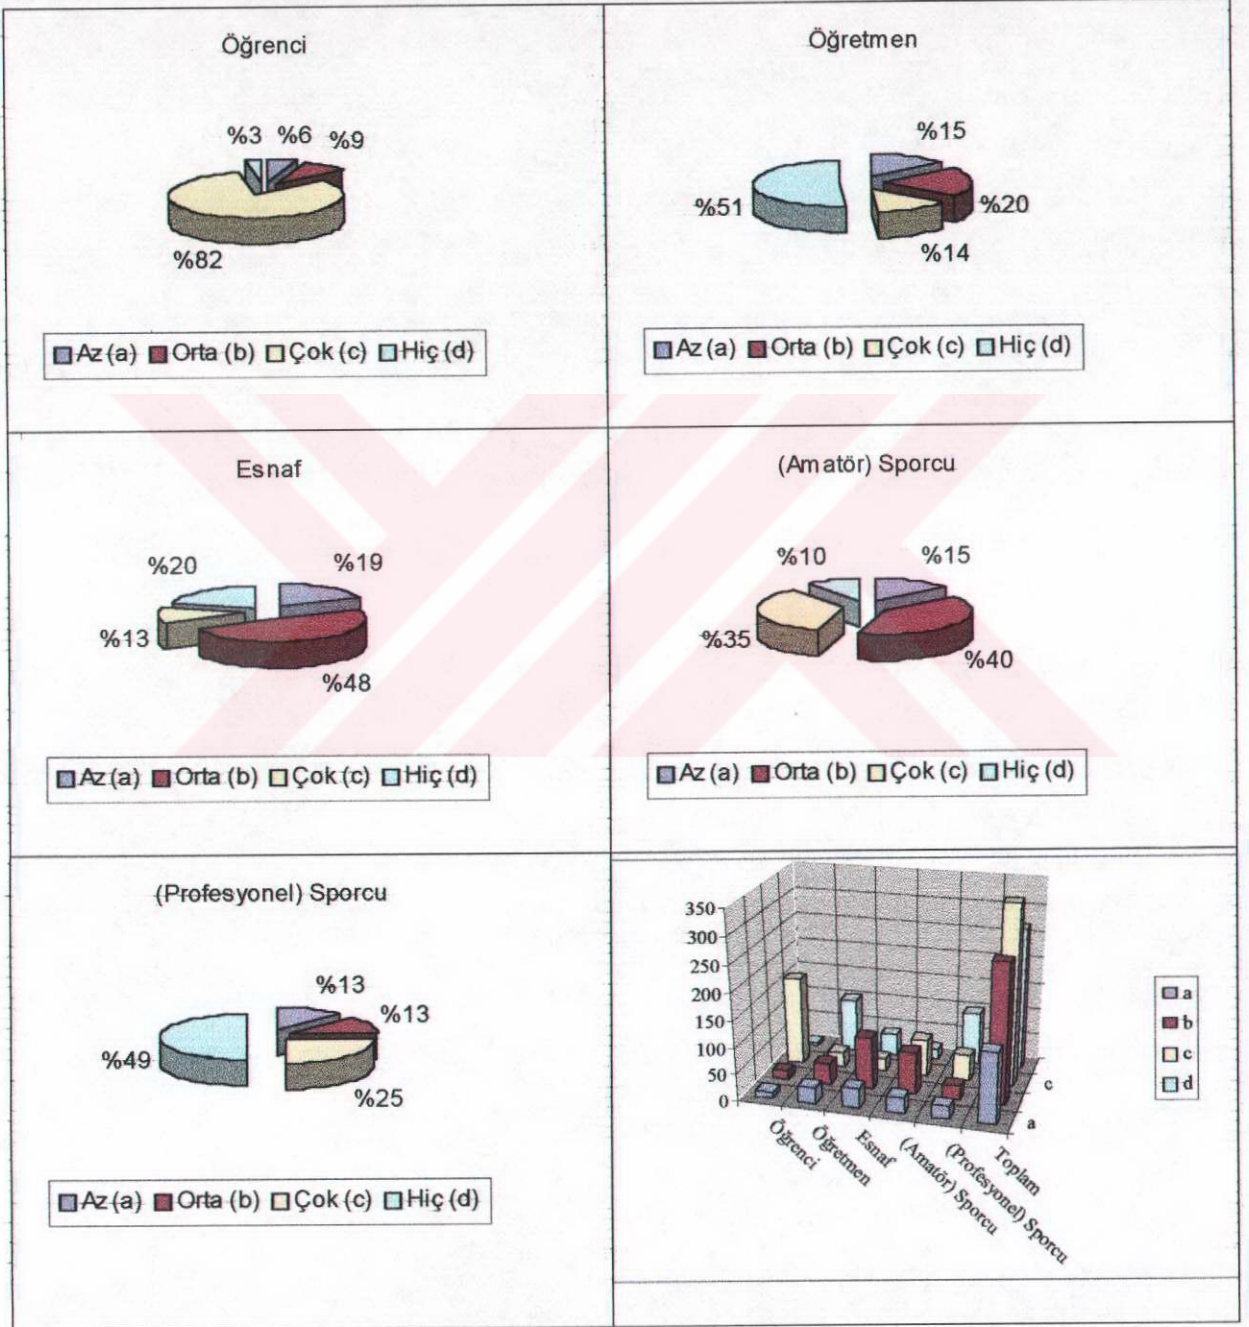 Öğrenci
%3 %6 %9
%82
Az (a) Orta (b) Çok (c) Hiç (d)
Öğretmen
%15
%51 %20
%14
Az (a) Orta (b) Çok (c) Hiç (d)
Esnaf
%20 %19
%13
%48
Az (a) Orta (b) Çok (c) Hiç (d)
(Amatör) Sporcu
%10 %15
%35 %40
Az (a) Orta (b) Çok (c) Hiç (d)
(Profesyonel) Sporcu
%13
%13
%49
%25
Az (a) Orta (b) Çok (c) Hiç (d)
350
300
250
200
150
100
50
0
Öğrenci
Öğretmen
Esnaf
(Amatör) Sporcu
(Profesyonel) Sporcu
Toplam
c
a
a
b
c
d